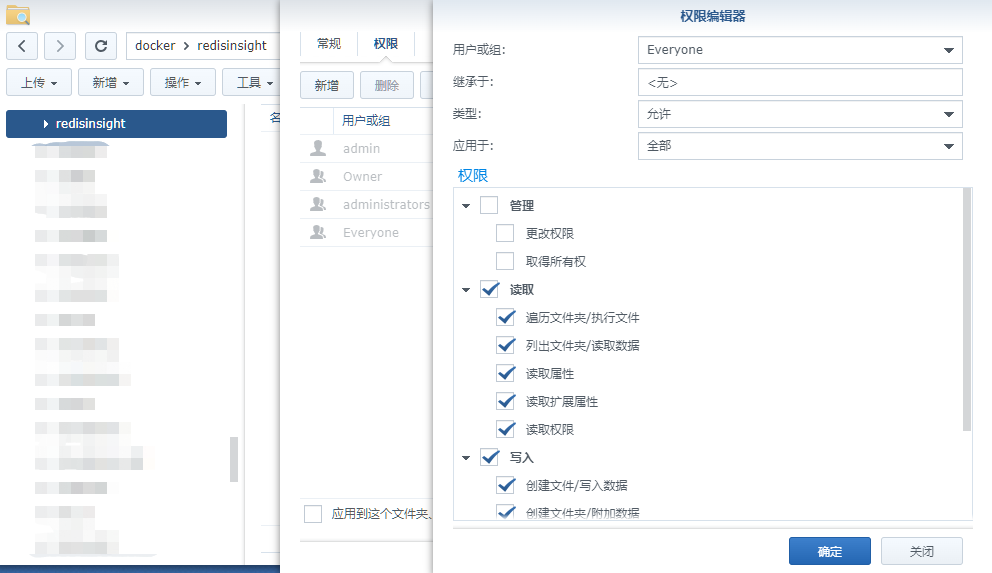 docker > redisinsight
上传
新增
操作
工具
redisinsight
常规
权限
新增
删除
用户或组
admin
Owner
administrators
Everyone
应用到这个文件夹、
权限编辑器
用户或组:
Everyone
继承于:
<无>
类型:
允许
应用于:
全部
权限
管理
更改权限
取得所有权
读取
遍历文件夹/执行文件
列出文件夹/读取数据
读取属性
读取扩展属性
读取权限
写入
创建文件/写入数据
创建文件夹/附加数据
确定
关闭